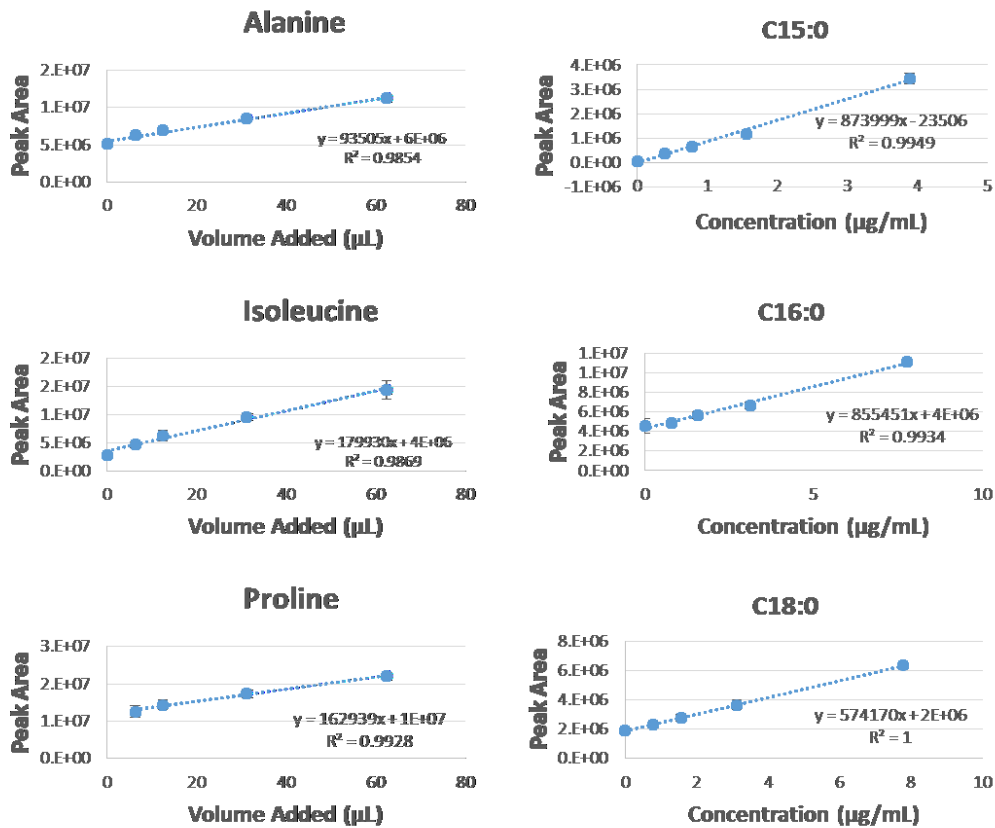 Alanine
Peak Area
2.E+07
1.E+07
5.E+06
0.E+00
y = 93505x + 6E+06
R² = 0.9854
0 20 40 60 80
Volume Added (µL)
C15:0
Peak Area
4.E+06
3.E+06
2.E+06
1.E+06
0.E+00
-1.E+06
y = 873999x - 23506
R² = 0.9949
0 1 2 3 4 5
Concentration (µg/mL)
Isoleucine
Peak Area
2.E+07
2.E+07
1.E+07
5.E+06
0.E+00
y = 179930x + 4E+06
R² = 0.9869
0 20 40 60 80
Volume Added (µL)
C16:0
Peak Area
1.E+07
1.E+07
8.E+06
6.E+06
4.E+06
2.E+06
0.E+00
y = 855451x + 4E+06
R² = 0.9934
0 5 10
Concentration (µg/mL)
Proline
Peak Area
3.E+07
2.E+07
1.E+07
0.E+00
y = 162939x + 1E+07
R² = 0.9928
0 20 40 60 80
Volume Added (µL)
C18:0
Peak Area
8.E+06
6.E+06
4.E+06
2.E+06
0.E+00
y = 574170x + 2E+06
R² = 1
0 2 4 6 8 10
Concentration (µg/mL)